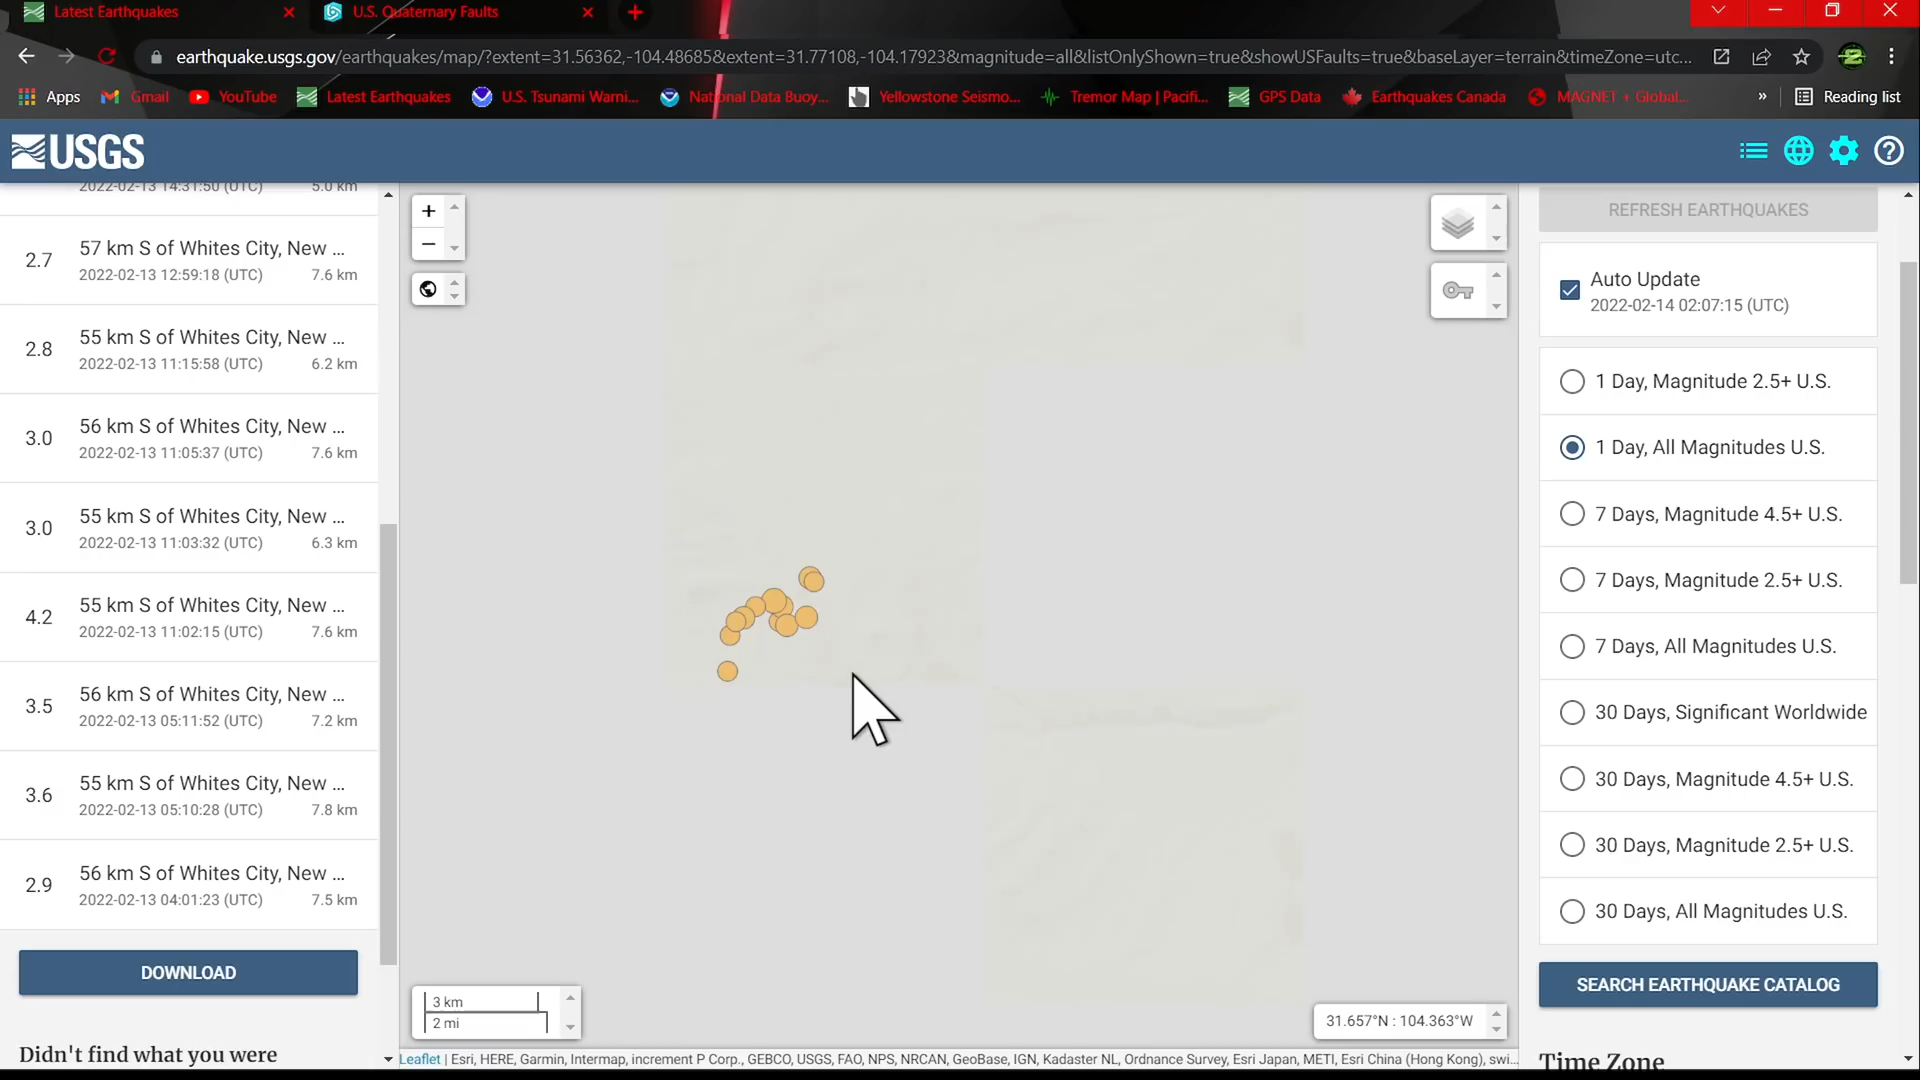 Latest Earthquakes
U.S. Quaternary Faults
earthquake.usgs.gov/earthquakes/map/?extent=31.56362,-104.48685&extent=31.77108,-104.17923&magnitude=all&listOnlyShown=true&showUSFaults=true&baseLayer=terrain&timeZone=utc...
Apps
Gmail
YouTube
Latest Earthquakes
U.S. Tsunami Warni...
National Data Buoy...
Yellowstone Seismo...
Tremor Map | Pacifi...
GPS Data
Earthquakes Canada
MAGNET + Global...
»
Reading list
USGS
2022-02-13 14:31:50 (UTC) 5.0 km
2.7 57 km S of Whites City, New ...
2022-02-13 12:59:18 (UTC) 7.6 km
2.8 55 km S of Whites City, New ...
2022-02-13 11:15:58 (UTC) 6.2 km
3.0 56 km S of Whites City, New ...
2022-02-13 11:05:37 (UTC) 7.6 km
3.0 55 km S of Whites City, New ...
2022-02-13 11:03:32 (UTC) 6.3 km
4.2 55 km S of Whites City, New ...
2022-02-13 11:02:15 (UTC) 7.6 km
3.5 56 km S of Whites City, New ...
2022-02-13 05:11:52 (UTC) 7.2 km
3.6 55 km S of Whites City, New ...
2022-02-13 05:10:28 (UTC) 7.8 km
2.9 56 km S of Whites City, New ...
2022-02-13 04:01:23 (UTC) 7.5 km
DOWNLOAD
Didn't find what you were
+
−
3 km
2 mi
31.657°N : 104.363°W
Leaflet | Esri, HERE, Garmin, Intermap, increment P Corp., GEBCO, USGS, FAO, NPS, NRCAN, GeoBase, IGN, Kadaster NL, Ordnance Survey, Esri Japan, METI, Esri China (Hong Kong), swi...
REFRESH EARTHQUAKES
Auto Update
2022-02-14 02:07:15 (UTC)
1 Day, Magnitude 2.5+ U.S.
1 Day, All Magnitudes U.S.
7 Days, Magnitude 4.5+ U.S.
7 Days, Magnitude 2.5+ U.S.
7 Days, All Magnitudes U.S.
30 Days, Significant Worldwide
30 Days, Magnitude 4.5+ U.S.
30 Days, Magnitude 2.5+ U.S.
30 Days, All Magnitudes U.S.
SEARCH EARTHQUAKE CATALOG
Time Zone